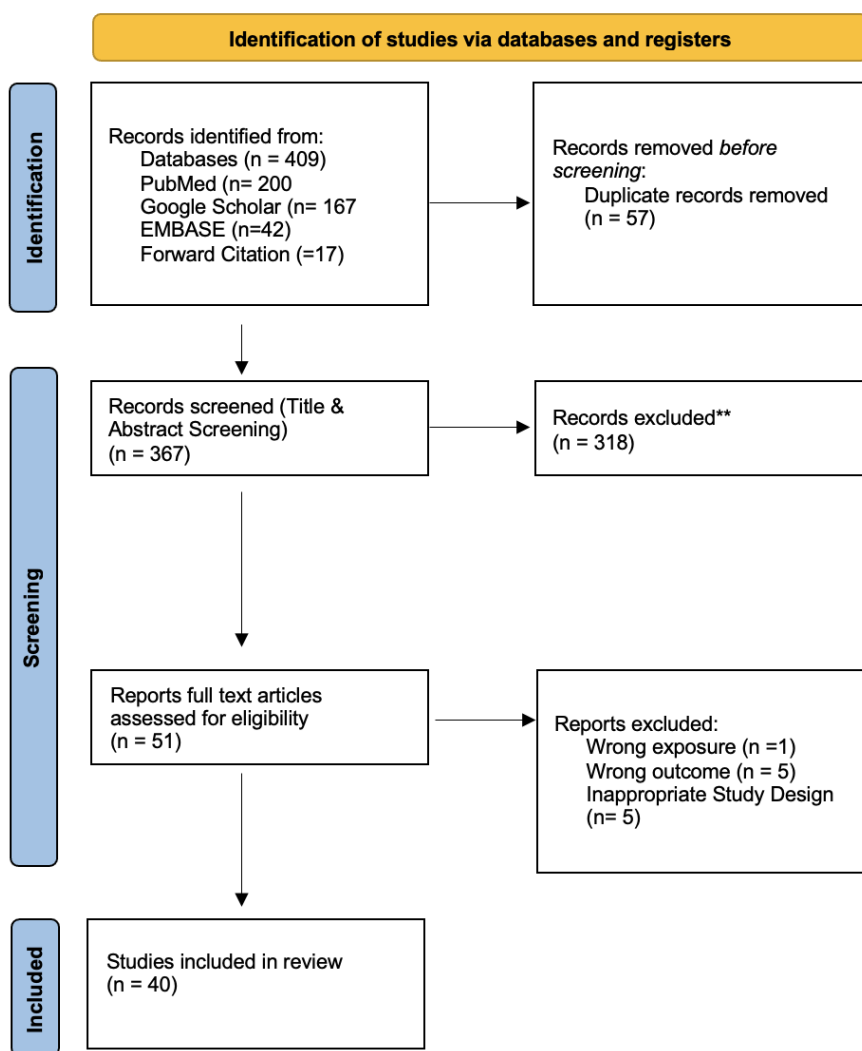 Identification of studies via databases and registers
Identification
Records identified from:
Databases (n = 409)
PubMed (n= 200
Google Scholar (n= 167
EMBASE (n=42)
Forward Citation (=17)
Records removed before
screening:
Duplicate records removed
(n = 57)
Screening
Records screened (Title &
Abstract Screening)
(n = 367)
Records excluded**
(n = 318)
Reports full text articles
assessed for eligibility
(n = 51)
Reports excluded:
Wrong exposure (n =1)
Wrong outcome (n = 5)
Inappropriate Study Design
(n= 5)
Included
Studies included in review
(n = 40)